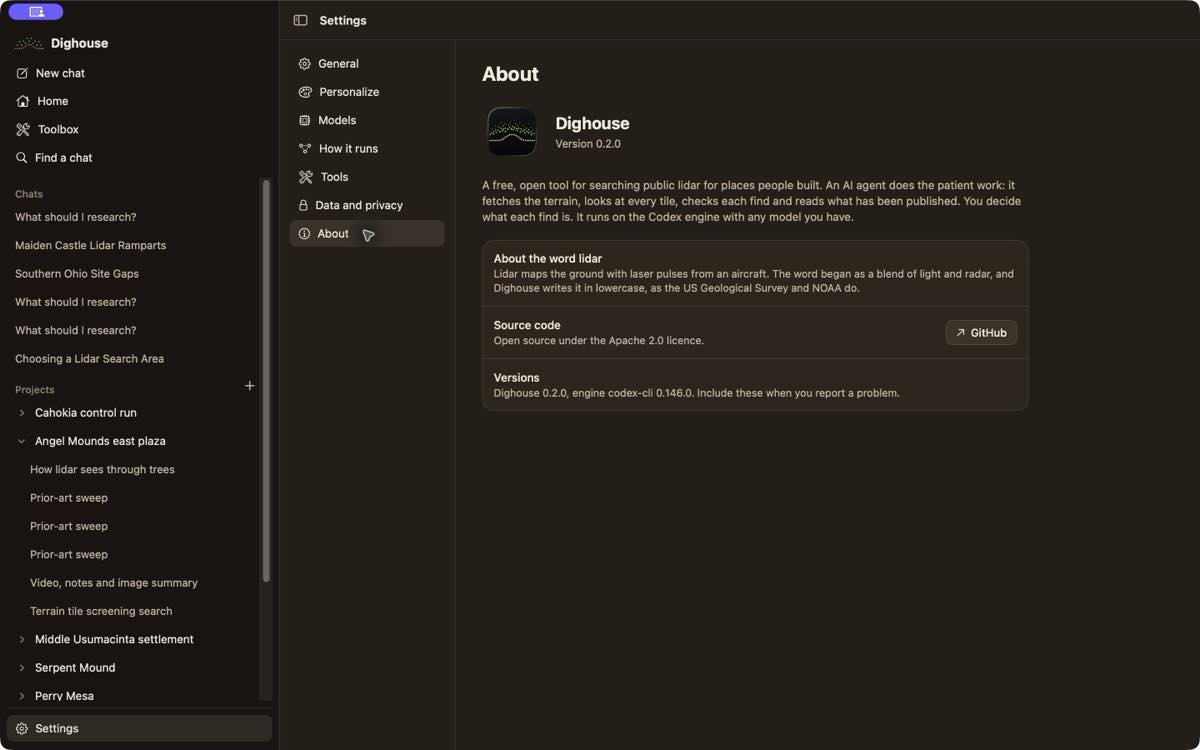 Dighouse
New chat
Home
Toolbox
Find a chat
Chats
What should I research?
Maiden Castle Lidar Ramparts
Southern Ohio Site Gaps
What should I research?
What should I research?
Choosing a Lidar Search Area
Projects
Cahokia control run
Angel Mounds east plaza
How lidar sees through trees
Prior-art sweep
Prior-art sweep
Prior-art sweep
Video, notes and image summary
Terrain tile screening search
Middle Usumacinta settlement
Serpent Mound
Perry Mesa
Settings
Settings
General
Personalize
Models
How it runs
Tools
Data and privacy
About
About
Dighouse
Version 0.2.0
A free, open tool for searching public lidar for places people built. An AI agent does the patient work: it
fetches the terrain, looks at every tile, checks each find and reads what has been published. You decide
what each find is. It runs on the Codex engine with any model you have.
About the word lidar
Lidar maps the ground with laser pulses from an aircraft. The word began as a blend of light and radar, and
Dighouse writes it in lowercase, as the US Geological Survey and NOAA do.
Source code
Open source under the Apache 2.0 licence.
GitHub
Versions
Dighouse 0.2.0, engine codex-cli 0.146.0. Include these when you report a problem.